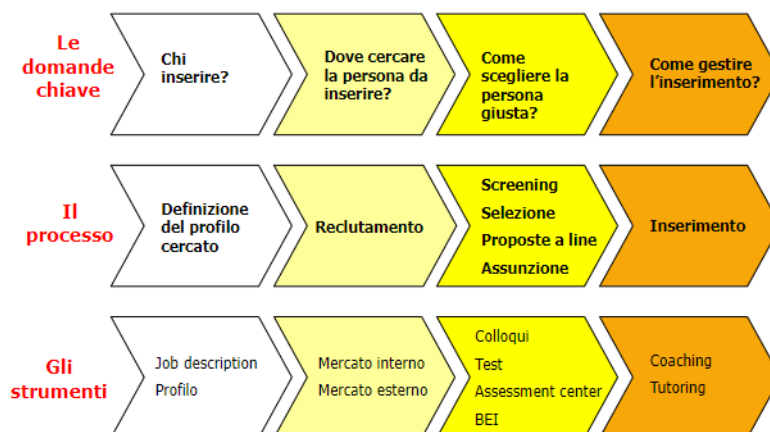 Le
domande
chiave
Chi
inserire?
Dove cercare
la persona da
inserire?
Come
scegliere la
persona
giusta?
Come gestire
l'inserimento?
Il
processo
Definizione
del profilo
cercato
Reclutamento
Screening
Selezione
Proposte a line
Assunzione
Inserimento
Gli
strumenti
Job description
Profilo
Mercato interno
Mercato esterno
Colloqui
Test
Assessment center
BEI
Coaching
Tutoring